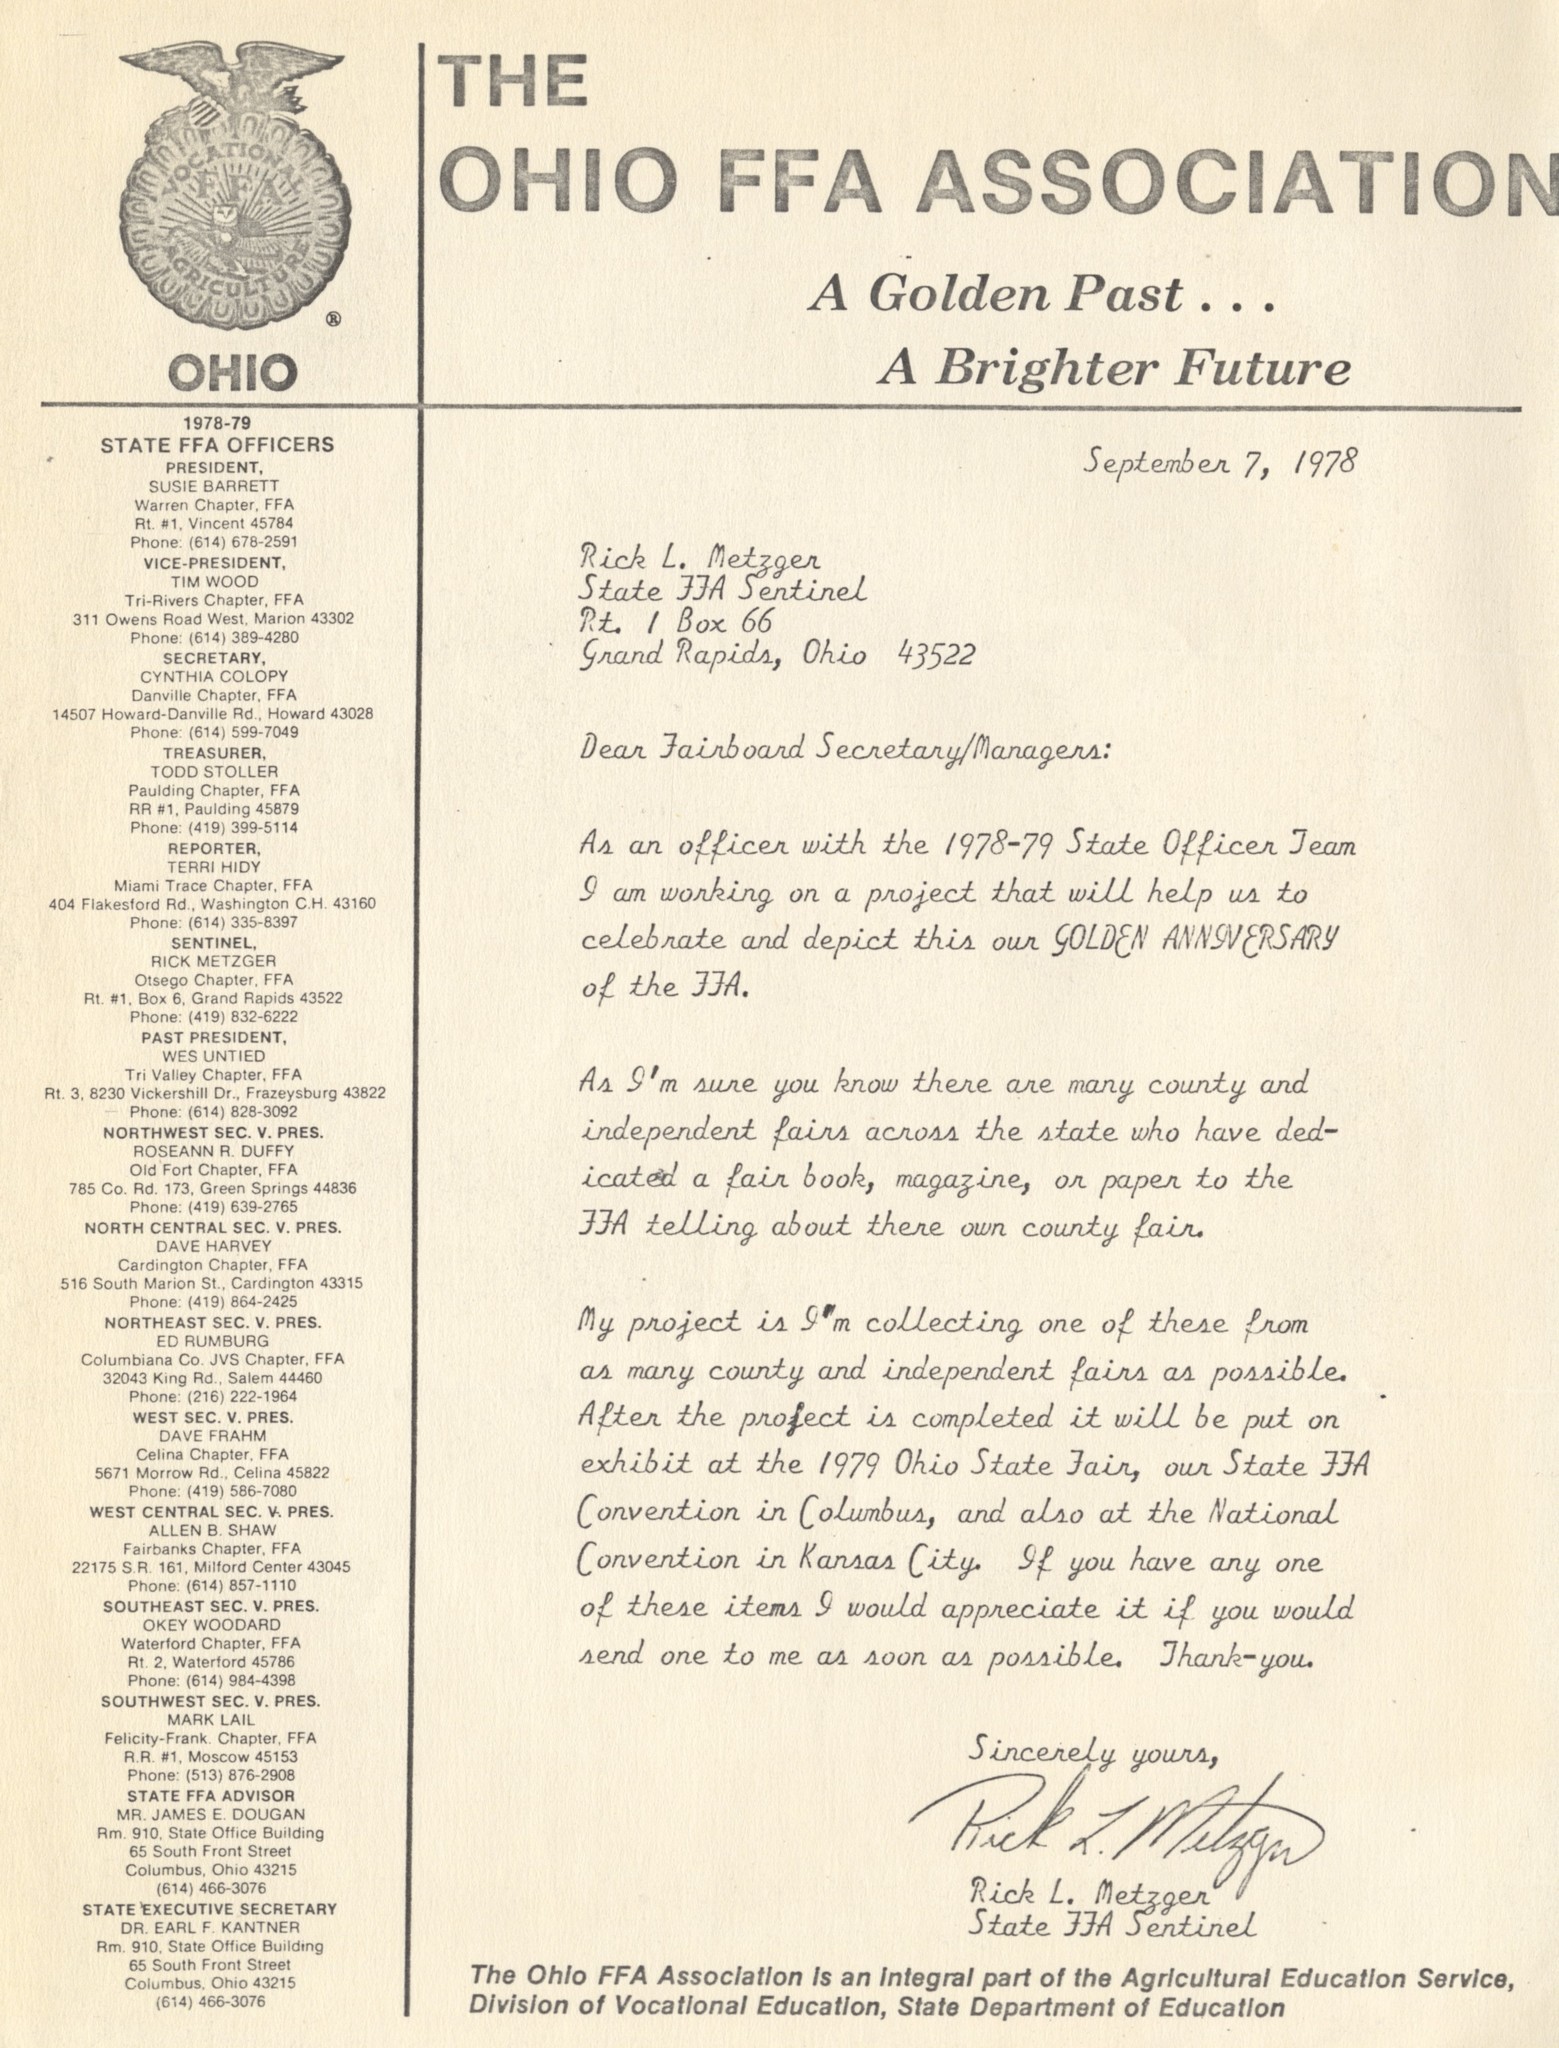 THE
OHIO FFA ASSOCIATION
A Golden Past . . .
A Brighter Future
VOCATIONAL
FFA
AGRICULTURE
®
OHIO
1978-79
STATE FFA OFFICERS
PRESIDENT,
SUSIE BARRETT
Warren Chapter, FFA
Rt. #1, Vincent 45784
Phone: (614) 678-2591
VICE-PRESIDENT,
TIM WOOD
Tri-Rivers Chapter, FFA
311 Owens Road West, Marion 43302
Phone: (614) 389-4280
SECRETARY,
CYNTHIA COLOPY
Danville Chapter, FFA
14507 Howard-Danville Rd., Howard 43028
Phone: (614) 599-7049
TREASURER,
TODD STOLLER
Paulding Chapter, FFA
RR #1, Paulding 45879
Phone: (419) 399-5114
REPORTER,
TERRI HIDY
Miami Trace Chapter, FFA
404 Flakesford Rd., Washington C.H. 43160
Phone: (614) 335-8397
SENTINEL,
RICK METZGER
Otsego Chapter, FFA
Rt. #1, Box 6, Grand Rapids 43522
Phone: (419) 832-6222
PAST PRESIDENT,
WES UNTIED
Tri Valley Chapter, FFA
Rt. 3, 8230 Vickershill Dr., Frazeysburg 43822
Phone: (614) 828-3092
NORTHWEST SEC. V. PRES.
ROSEANN R. DUFFY
Old Fort Chapter, FFA
785 Co. Rd. 173, Green Springs 44836
Phone: (419) 639-2765
NORTH CENTRAL SEC. V. PRES.
DAVE HARVEY
Cardington Chapter, FFA
516 South Marion St., Cardington 43315
Phone: (419) 864-2425
NORTHEAST SEC. V. PRES.
ED RUMBURG
Columbiana Co. JVS Chapter, FFA
32043 King Rd., Salem 44460
Phone: (216) 222-1964
WEST SEC. V. PRES.
DAVE FRAHM
Celina Chapter, FFA
5671 Morrow Rd., Celina 45822
Phone: (419) 586-7080
WEST CENTRAL SEC. V. PRES.
ALLEN B. SHAW
Fairbanks Chapter, FFA
22175 S.R. 161, Milford Center 43045
Phone: (614) 857-1110
SOUTHEAST SEC. V. PRES.
OKEY WOODARD
Waterford Chapter, FFA
Rt. 2, Waterford 45786
Phone: (614) 984-4398
SOUTHWEST SEC. V. PRES.
MARK LAIL
Felicity-Frank. Chapter, FFA
R.R. #1, Moscow 45153
Phone: (513) 876-2908
STATE FFA ADVISOR
MR. JAMES E. DOUGAN
Rm. 910, State Office Building
65 South Front Street
Columbus, Ohio 43215
(614) 466-3076
STATE EXECUTIVE SECRETARY
DR. EARL F. KANTNER
Rm. 910, State Office Building
65 South Front Street
Columbus, Ohio 43215
(614) 466-3076
September 7, 1978
Rick L. Metzger
State FFA Sentinel
Rt. 1 Box 66
Grand Rapids, Ohio 43522
Dear Fairboard Secretary/Managers:
As an officer with the 1978-79 State Officer Team
I am working on a project that will help us to
celebrate and depict this our GOLDEN ANNIVERSARY
of the FFA.
As I'm sure you know there are many county and
independent fairs across the state who have ded-
icated a fair book, magazine, or paper to the
FFA telling about there own county fair.
My project is I"m collecting one of these from
as many county and independent fairs as possible.
After the project is completed it will be put on
exhibit at the 1979 Ohio State Fair, our State FFA
Convention in Columbus, and also at the National
Convention in Kansas City. If you have any one
of these items I would appreciate it if you would
send one to me as soon as possible. Thank-you.
Sincerely yours,
Rick L. Metzger
Rick L. Metzger
State FFA Sentinel
The Ohio FFA Association is an integral part of the Agricultural Education Service,
Division of Vocational Education, State Department of Education